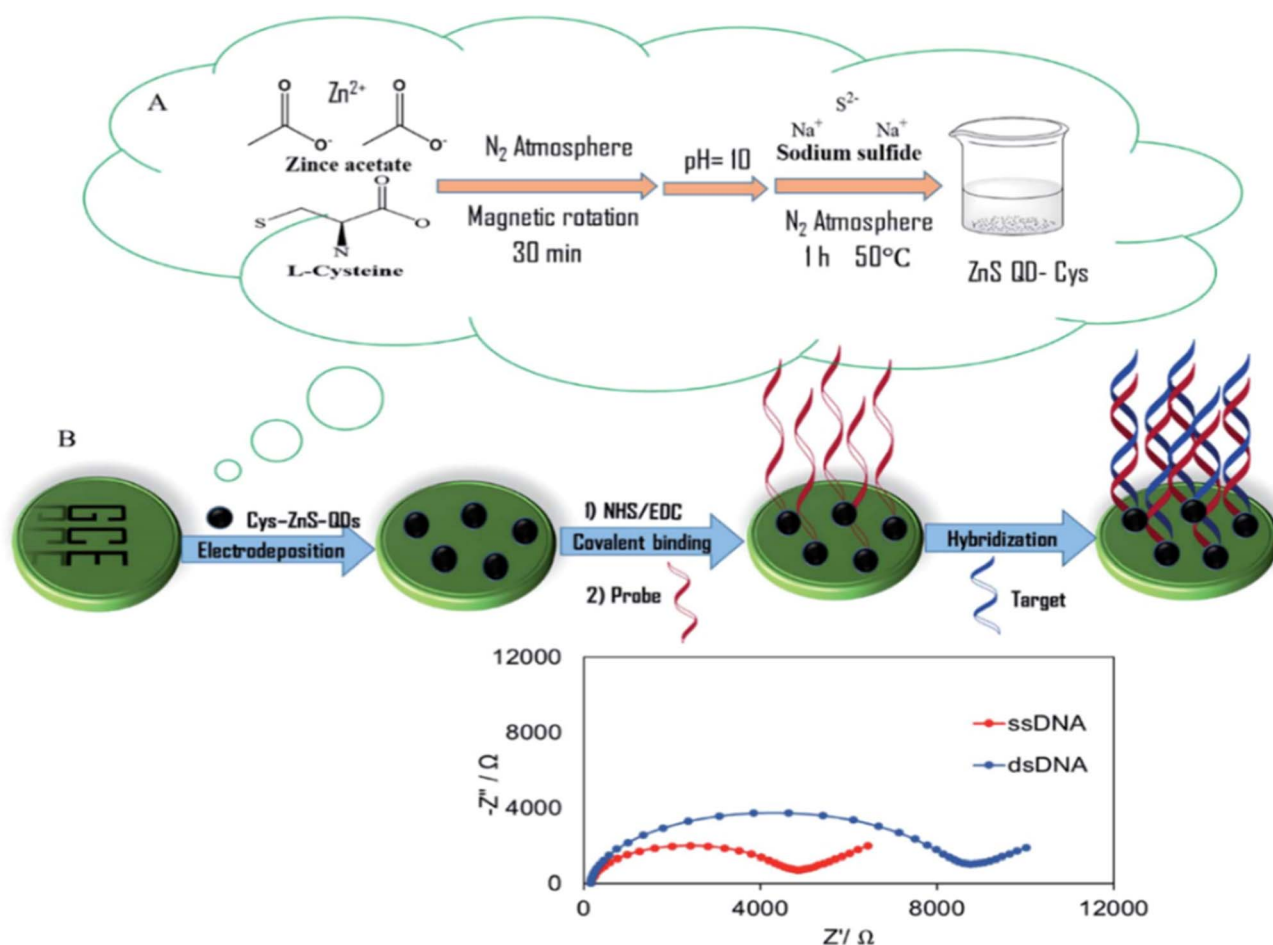 A
O
Zn²⁺
O
O⁻
O⁻
Zince acetate
S
O
O
N
L-Cysteine
N₂ Atmosphere
Magnetic rotation
30 min
pH= 10
S²⁻
Na⁺ Na⁺
Sodium sulfide
N₂ Atmosphere
1 h 50°C
ZnS QD- Cys
B
GCE
Cys-ZnS-QDs
Electrodeposition
1) NHS/EDC
Covalent binding
2) Probe
Hybridization
Target
12000
8000
4000
0
-Z''/ Ω
ssDNA
dsDNA
0 4000 8000 12000
Z'/ Ω